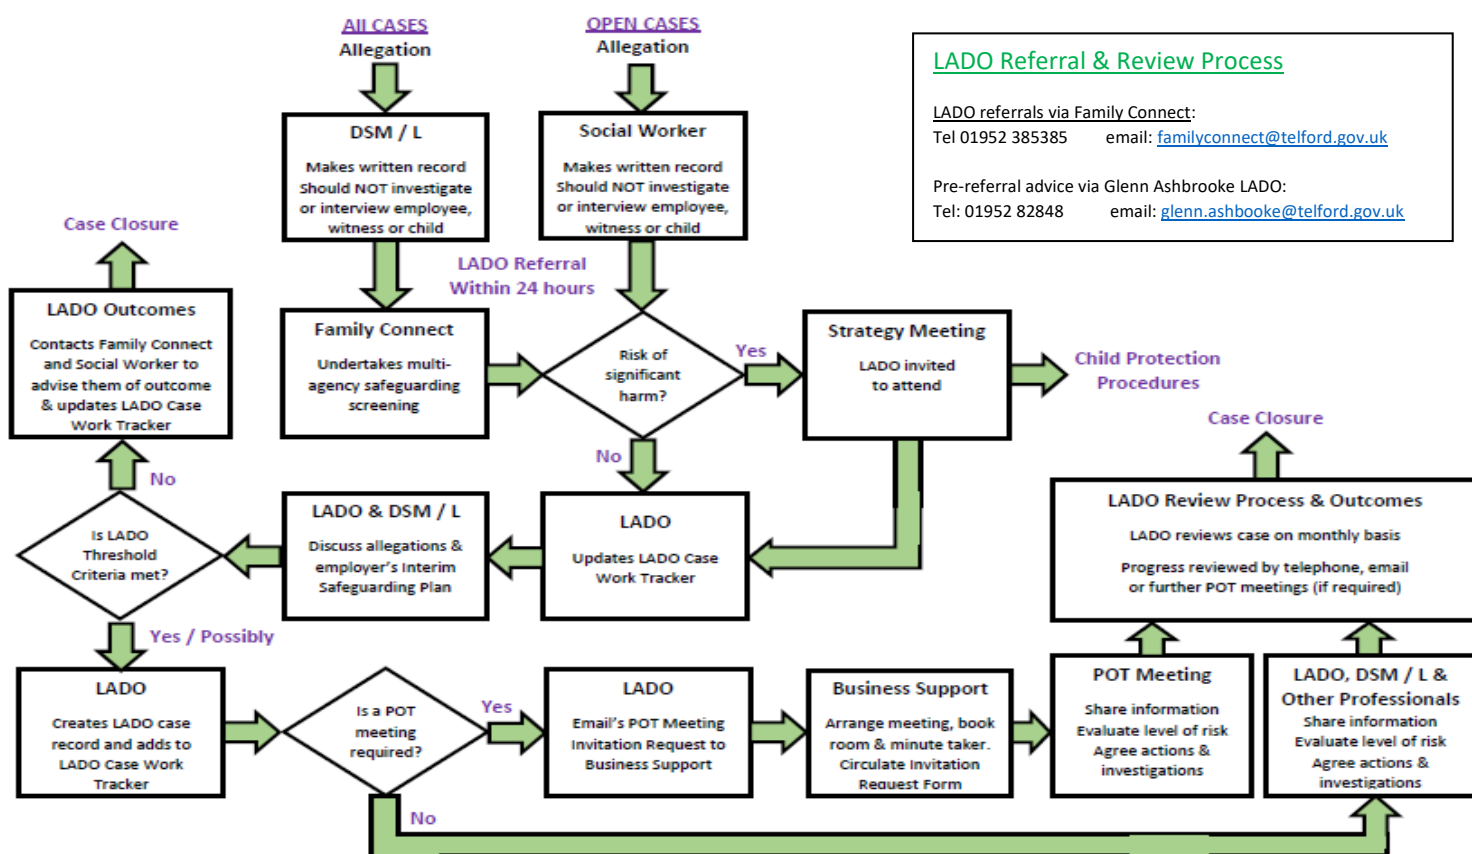 All CASES
Allegation
OPEN CASES
Allegation
LADO Referral & Review Process
LADO referrals via Family Connect:
Tel 01952 385385 email: familyconnect@telford.gov.uk
Pre-referral advice via Glenn Ashbrooke LADO:
Tel: 01952 82848 email: glenn.ashbooke@telford.gov.uk
DSM / L
Makes written record
Should NOT investigate
or interview employee,
witness or child
Social Worker
Makes written record
Should NOT investigate
or interview employee,
witness or child
LADO Referral
Within 24 hours
Case Closure
LADO Outcomes
Contacts Family Connect
and Social Worker to
advise them of outcome
& updates LADO Case
Work Tracker
Family Connect
Undertakes multi-
agency safeguarding
screening
Risk of
significant
harm?
Yes
Strategy Meeting
LADO invited
to attend
Child Protection
Procedures
No
No
Is LADO
Threshold
Criteria met?
LADO & DSM / L
Discuss allegations &
employer's Interim
Safeguarding Plan
LADO
Updates LADO Case
Work Tracker
Case Closure
LADO Review Process & Outcomes
LADO reviews case on monthly basis
Progress reviewed by telephone, email
or further POT meetings (if required)
Yes / Possibly
LADO
Creates LADO case
record and adds to
LADO Case Work
Tracker
Is a POT
meeting
required?
Yes
LADO
Email's POT Meeting
Invitation Request to
Business Support
Business Support
Arrange meeting, book
room & minute taker.
Circulate Invitation
Request Form
POT Meeting
Share information
Evaluate level of risk
Agree actions &
investigations
LADO, DSM / L &
Other Professionals
Share information
Evaluate level of risk
Agree actions &
investigations
No